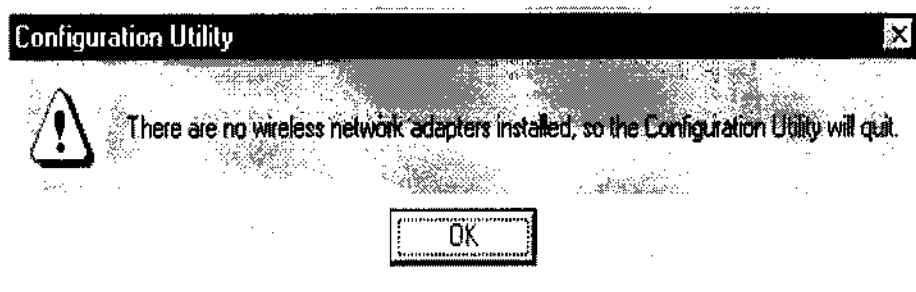 Configuration Utility
There are no wireless network adapters installed, so the Configuration Utility will quit.
OK